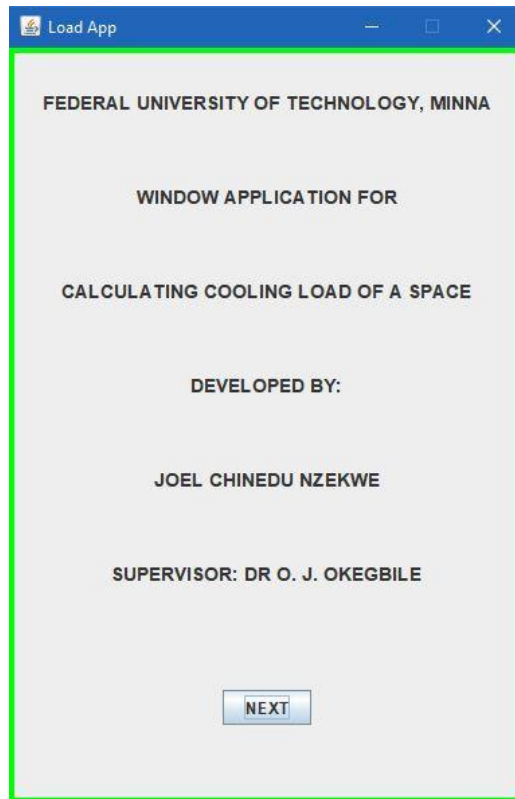 Load App
FEDERAL UNIVERSITY OF TECHNOLOGY, MINNA
WINDOW APPLICATION FOR
CALCULATING COOLING LOAD OF A SPACE
DEVELOPED BY:
JOEL CHINEDU NZEKWE
SUPERVISOR: DR O. J. OKEGBILE
NEXT